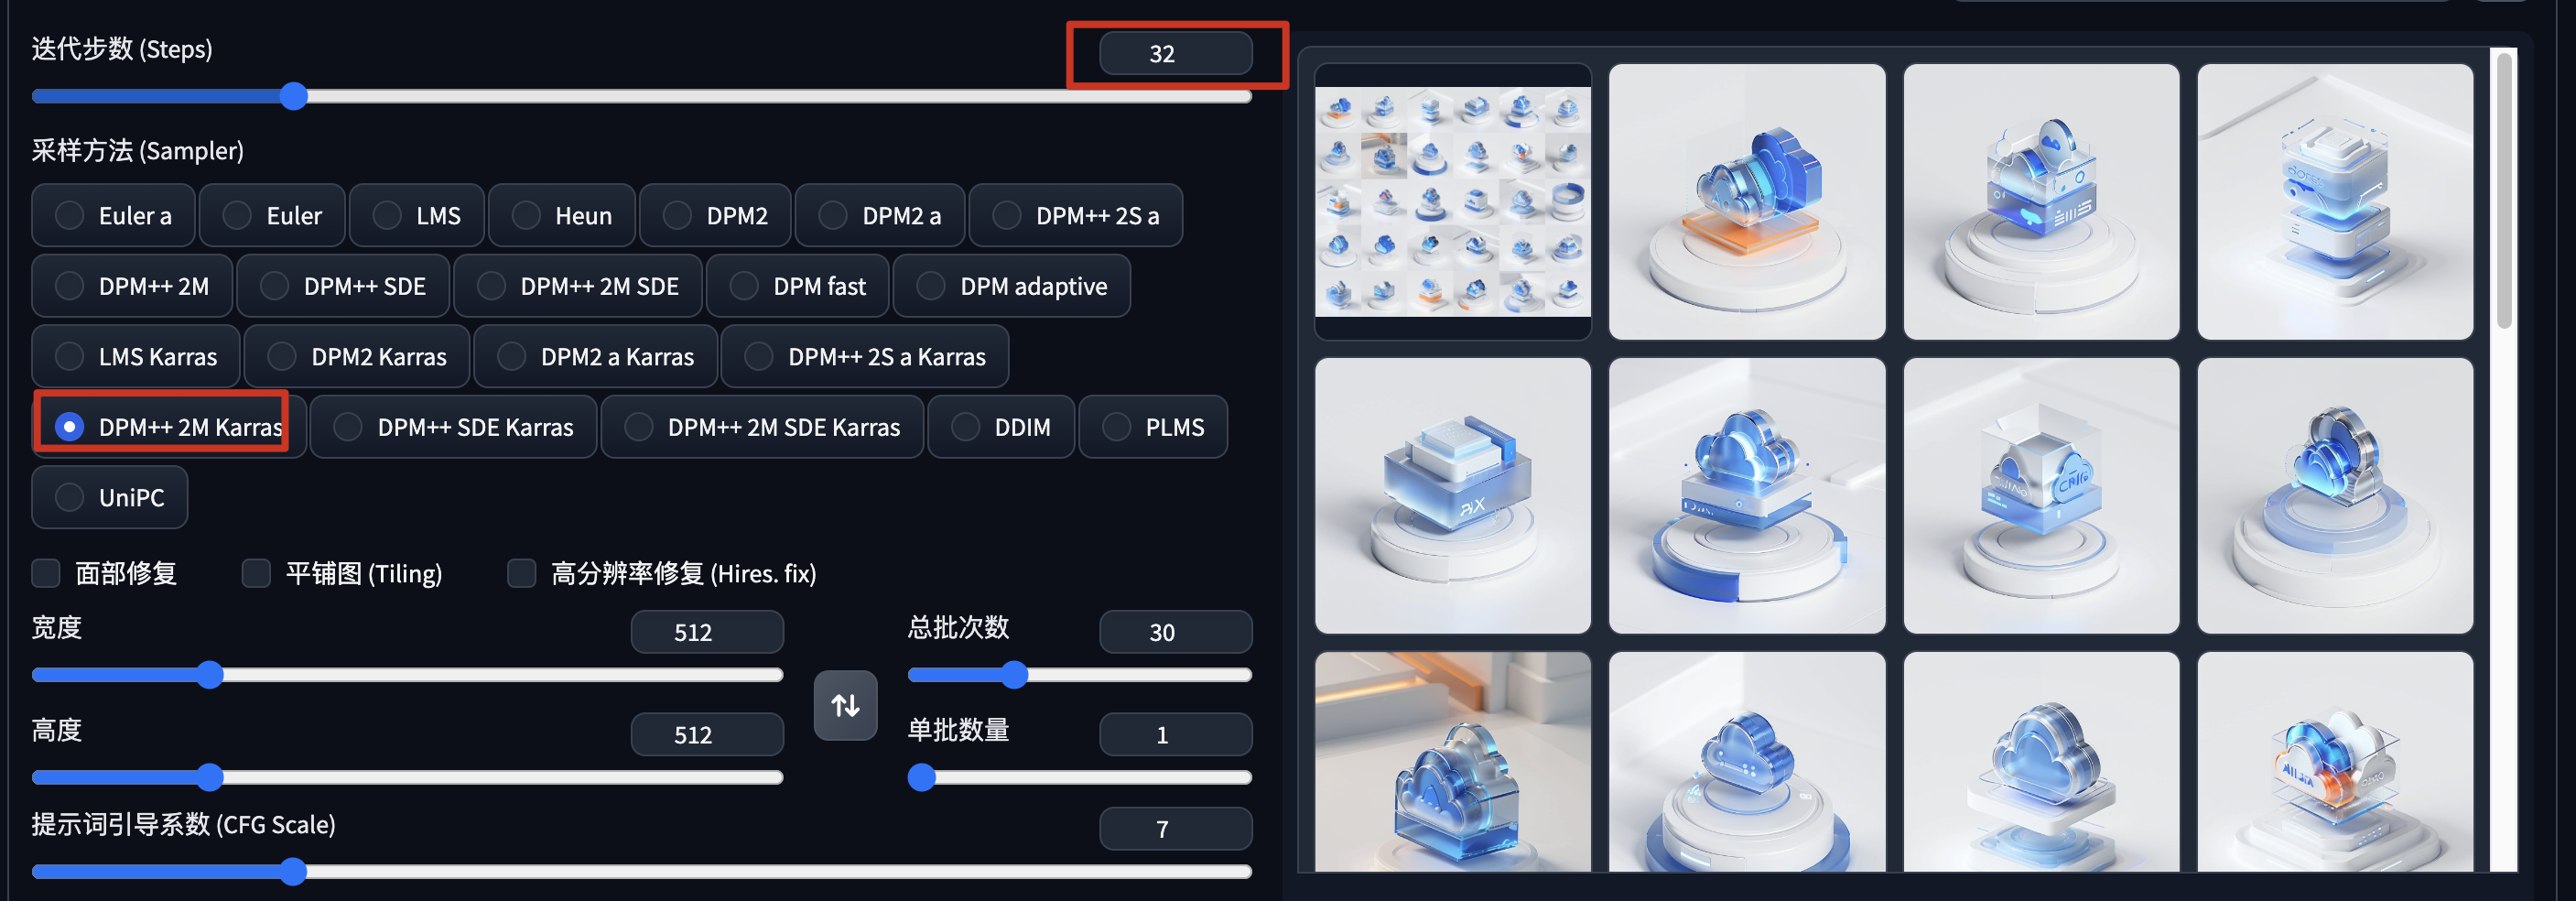 迭代步数 (Steps)
32
采样方法 (Sampler)
Euler a Euler LMS Heun DPM2 DPM2 a DPM++ 2S a
DPM++ 2M DPM++ SDE DPM++ 2M SDE DPM fast DPM adaptive
LMS Karras DPM2 Karras DPM2 a Karras DPM++ 2S a Karras
DPM++ 2M Karras DPM++ SDE Karras DPM++ 2M SDE Karras DDIM PLMS
UniPC
面部修复 平铺图 (Tiling) 高分辨率修复 (Hires. fix)
宽度 512 总批次数 30
高度 512 单批数量 1
提示词引导系数 (CFG Scale) 7